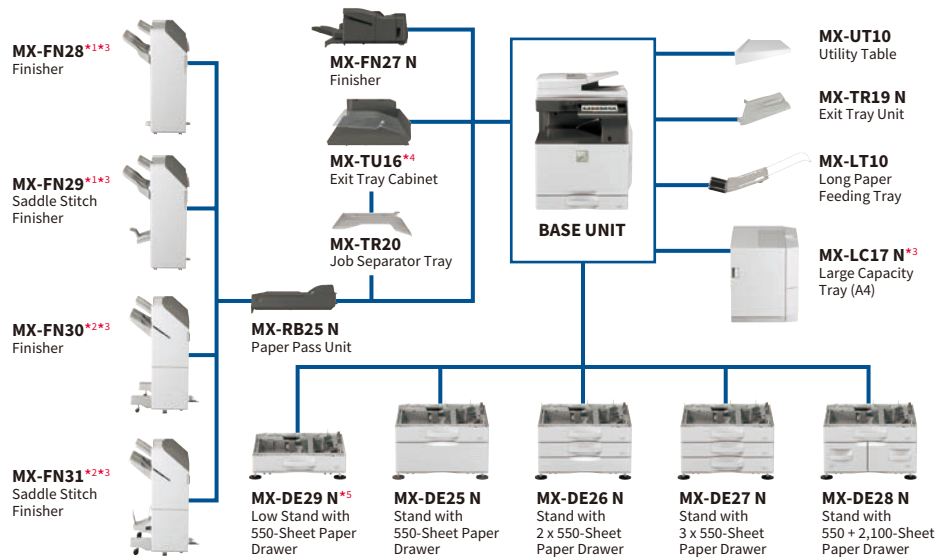 MX-FN28*1*3
Finisher
MX-FN29*1*3
Saddle Stitch
Finisher
MX-FN30*2*3
Finisher
MX-FN31*2*3
Saddle Stitch
Finisher
MX-FN27 N
Finisher
MX-TU16*4
Exit Tray Cabinet
MX-TR20
Job Separator Tray
MX-RB25 N
Paper Pass Unit
BASE UNIT
MX-UT10
Utility Table
MX-TR19 N
Exit Tray Unit
MX-LT10
Long Paper
Feeding Tray
MX-LC17 N*3
Large Capacity
Tray (A4)
MX-DE29 N*5
Low Stand with
550-Sheet Paper
Drawer
MX-DE25 N
Stand with
550-Sheet Paper
Drawer
MX-DE26 N
Stand with
2 x 550-Sheet
Paper Drawer
MX-DE27 N
Stand with
3 x 550-Sheet
Paper Drawer
MX-DE28 N
Stand with
550 + 2,100-Sheet
Paper Drawer